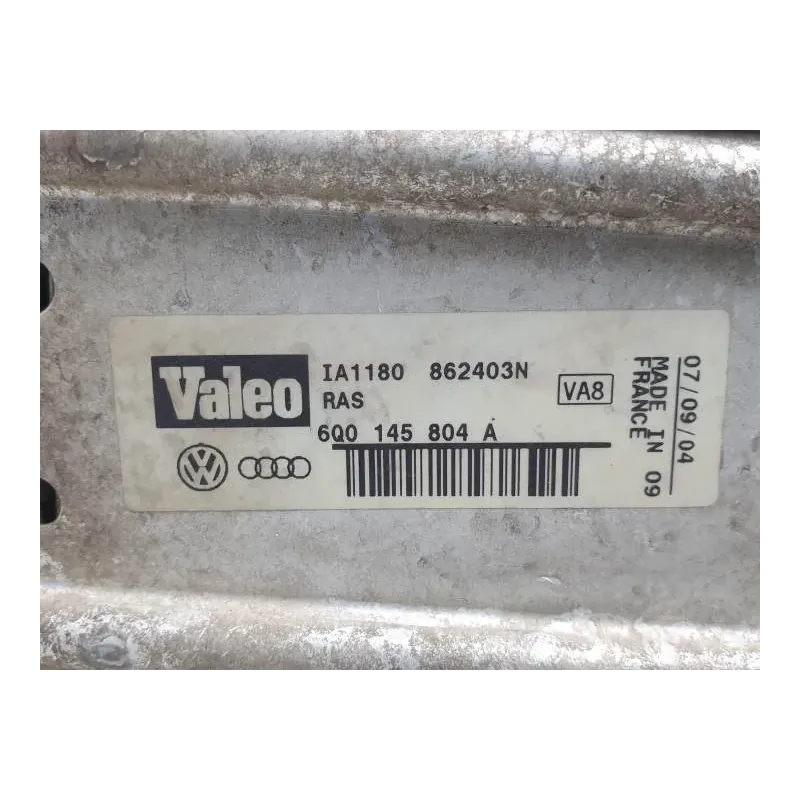 Valeo
IA1180 862403N
RAS
VA8
6Q0 145 804 A
07/09/04
MADE IN 09
FRANCE